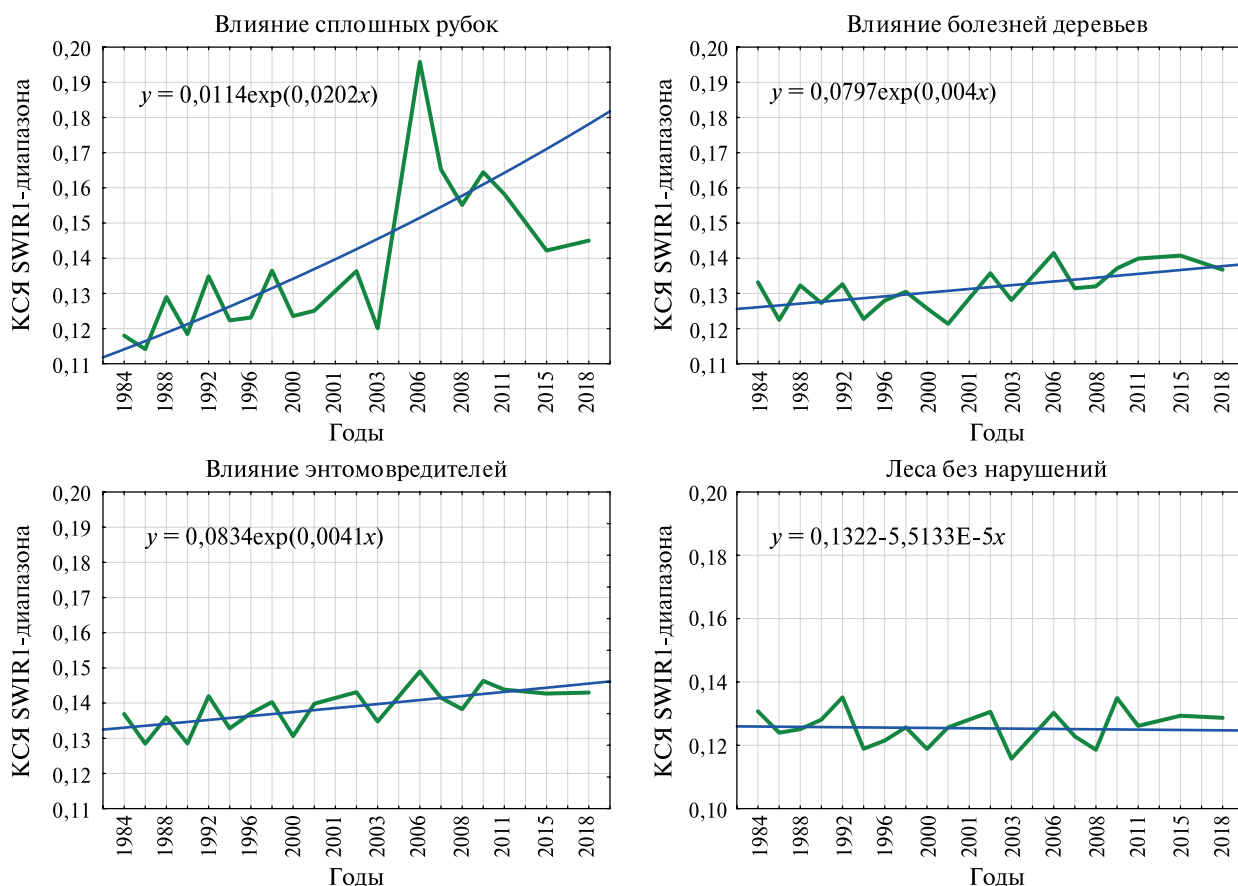 Влияние сплошных рубок
КСЯ SWIR1-диапазона
0,20
0,19
0,18
0,17
0,16
0,15
0,14
0,13
0,12
0,11
y = 0,0114exp(0,0202x)
1984 1988 1992 1996 2000 2001 2003 2006 2008 2011 2015 2018
Годы
Влияние болезней деревьев
КСЯ SWIR1-диапазона
0,20
0,19
0,18
0,17
0,16
0,15
0,14
0,13
0,12
0,11
y = 0,0797exp(0,004x)
1984 1988 1992 1996 2000 2001 2003 2006 2008 2011 2015 2018
Годы
Влияние энтомовредителей
КСЯ SWIR1-диапазона
0,20
0,19
0,18
0,17
0,16
0,15
0,14
0,13
0,12
0,11
y = 0,0834exp(0,0041x)
1984 1988 1992 1996 2000 2001 2003 2006 2008 2011 2015 2018
Годы
Леса без нарушений
КСЯ SWIR1-диапазона
0,20
0,18
0,16
0,14
0,12
0,10
y = 0,1322-5,5133E-5x
1984 1988 1992 1996 2000 2001 2003 2006 2008 2011 2015 2018
Годы